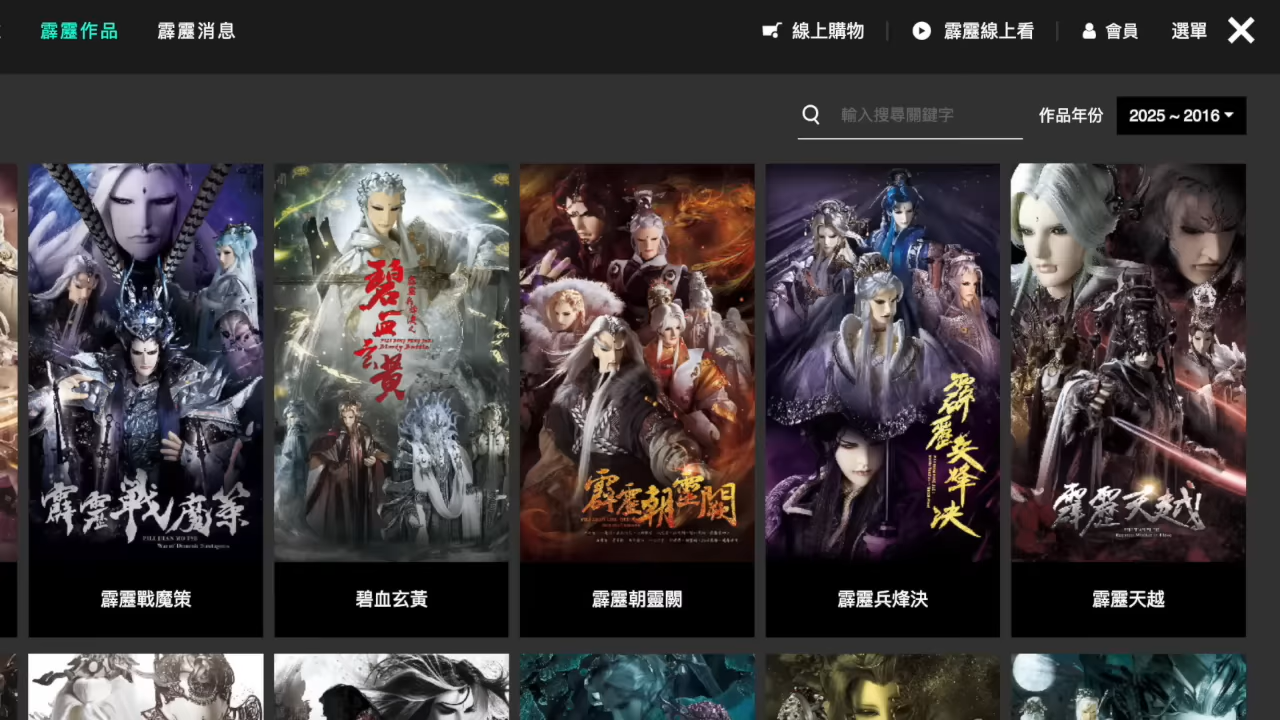 霹靂作品
霹靂消息
線上購物
霹靂線上看
會員
選單
輸入搜尋關鍵字
作品年份
2025 ~ 2016
霹靂戰魔策
碧血玄黃
霹靂朝靈闕
霹靂兵烽決
霹靂天越
霹靂戰魔策
碧血玄黃
霹靂朝靈闕
霹靂兵烽決
霹靂天越